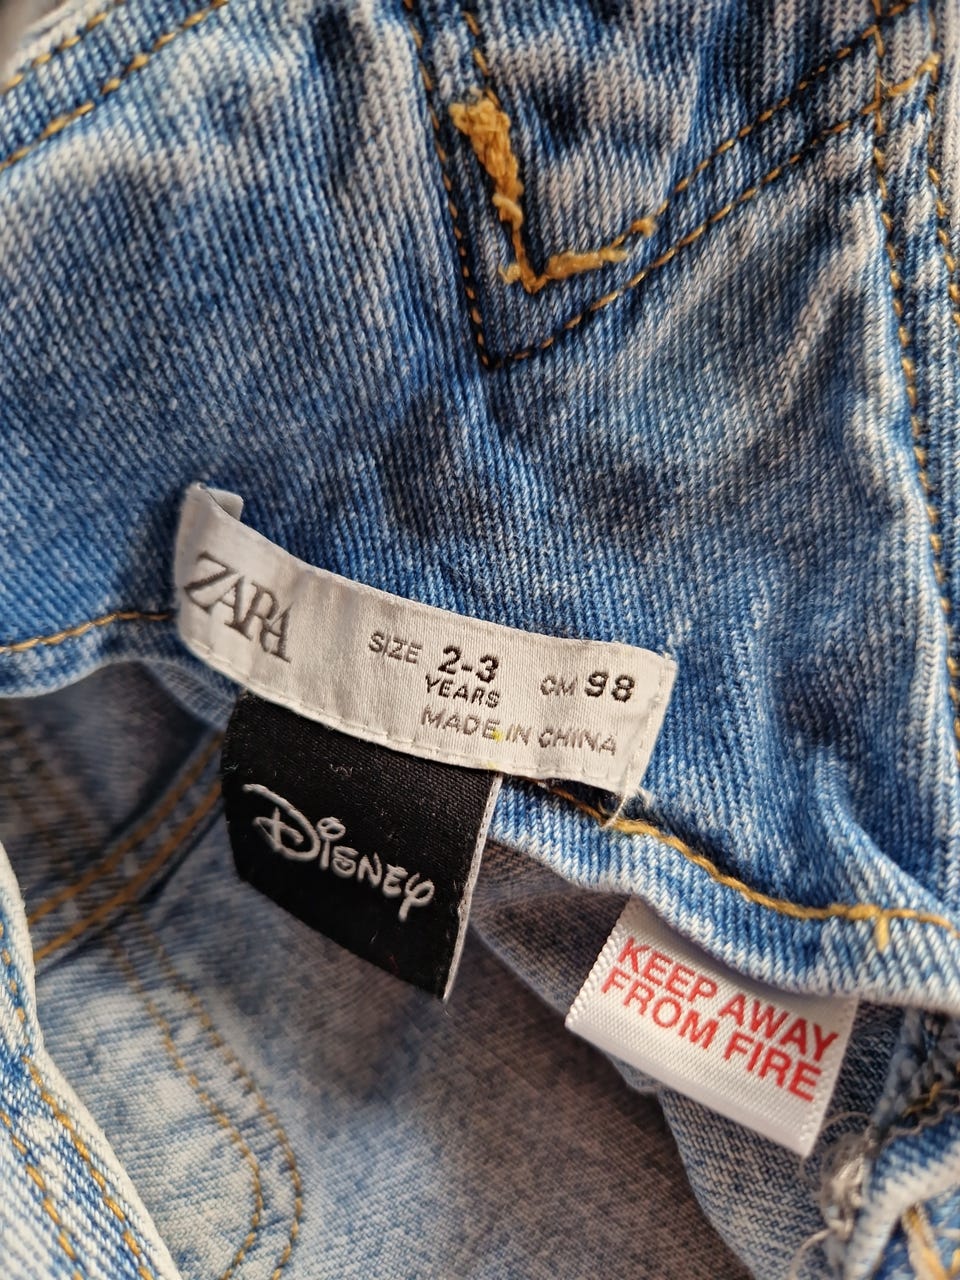 ZARA
SIZE 2-3 CM 98
YEARS
MADE IN CHINA
Disney
KEEP AWAY
FROM FIRE